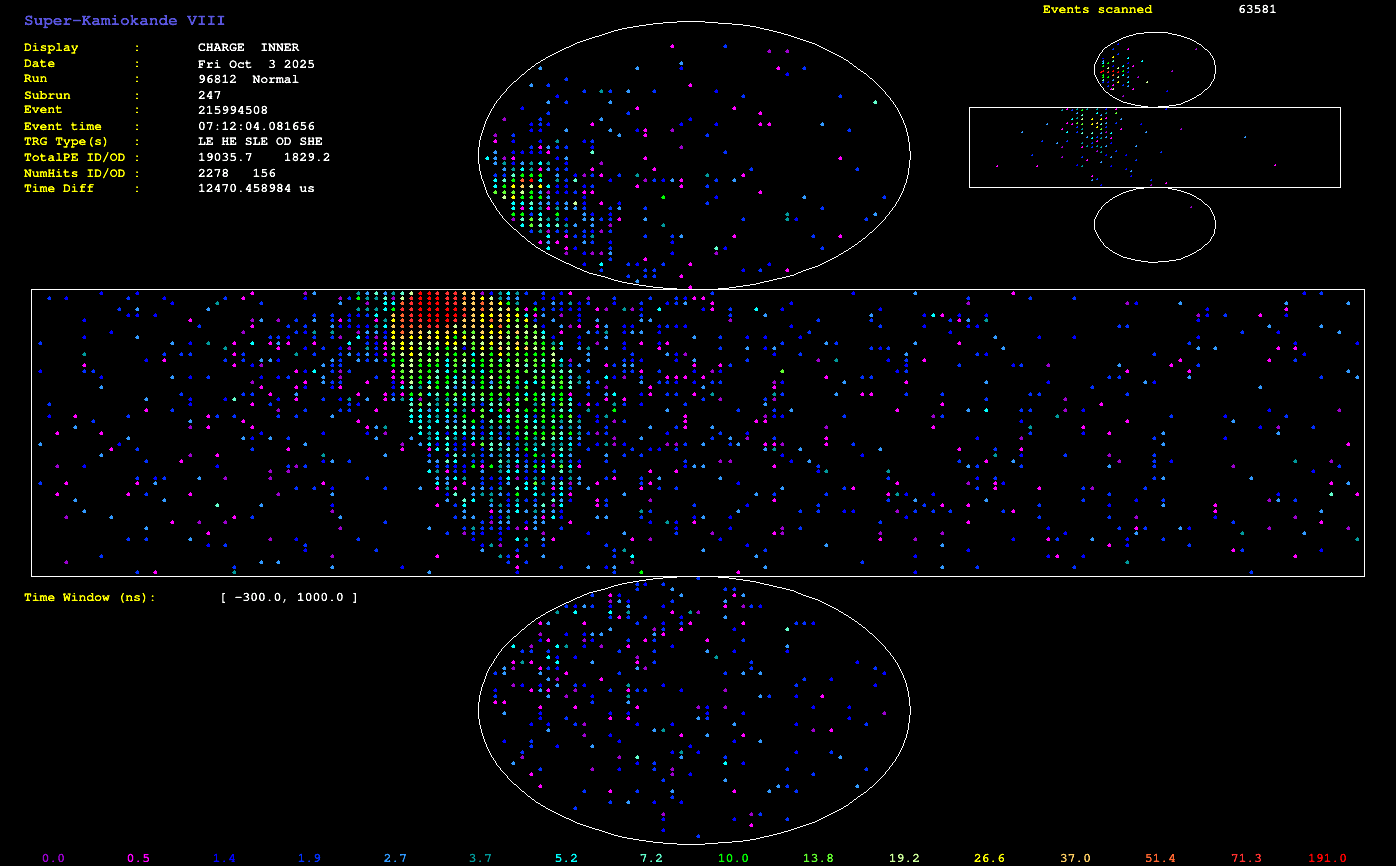 Super-Kamiokande VIII
Events scanned 63581
Display : CHARGE INNER
Date : Fri Oct 3 2025
Run : 96812 Normal
Subrun : 247
Event : 215994508
Event time : 07:12:04.081656
TRG Type(s) : LE HE SLE OD SHE
TotalPE ID/OD : 19035.7 1829.2
NumHits ID/OD : 2278 156
Time Diff : 12470.458984 us
Time Window (ns): [ -300.0, 1000.0 ]
0.0 0.5 1.4 1.9 2.7 3.7 5.2 7.2 10.0 13.8 19.2 26.6 37.0 51.4 71.3 191.0